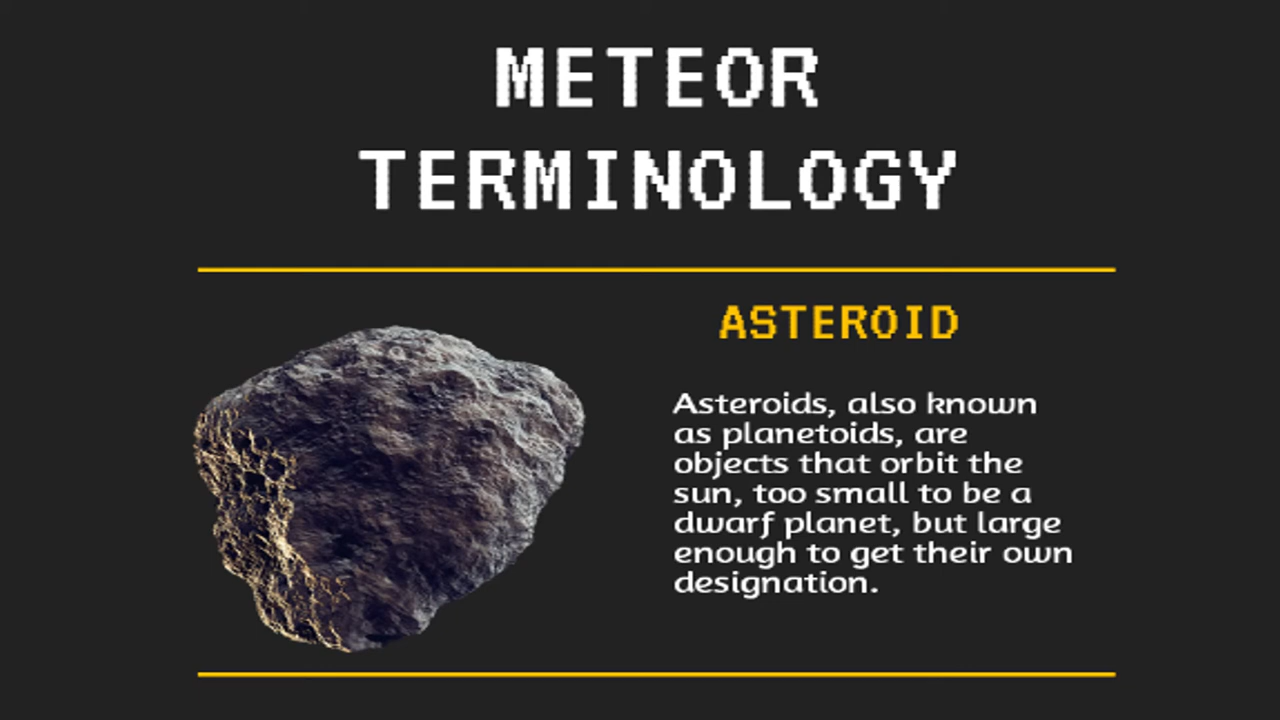 METEOR
TERMINOLOGY
ASTEROID
Asteroids, also known
as planetoids, are
objects that orbit the
sun, too small to be a
dwarf planet, but large
enough to get their own
designation.